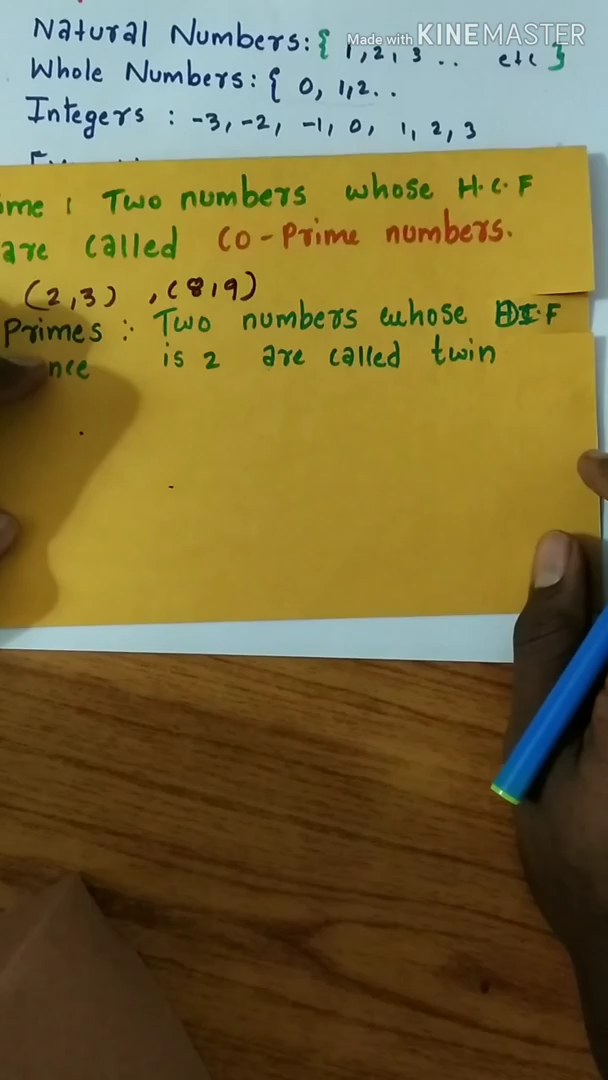 Made with KINEMASTER
Natural Numbers: { 1, 2, 3 .. etc }
Whole Numbers: { 0, 1, 2..
Integers : -3, -2, -1, 0, 1, 2, 3
ime : Two numbers whose H.C.F
are called Co-Prime numbers.
(2,3) , (8,9)
Primes :- Two numbers whose DI.F
nce is 2 are called twin